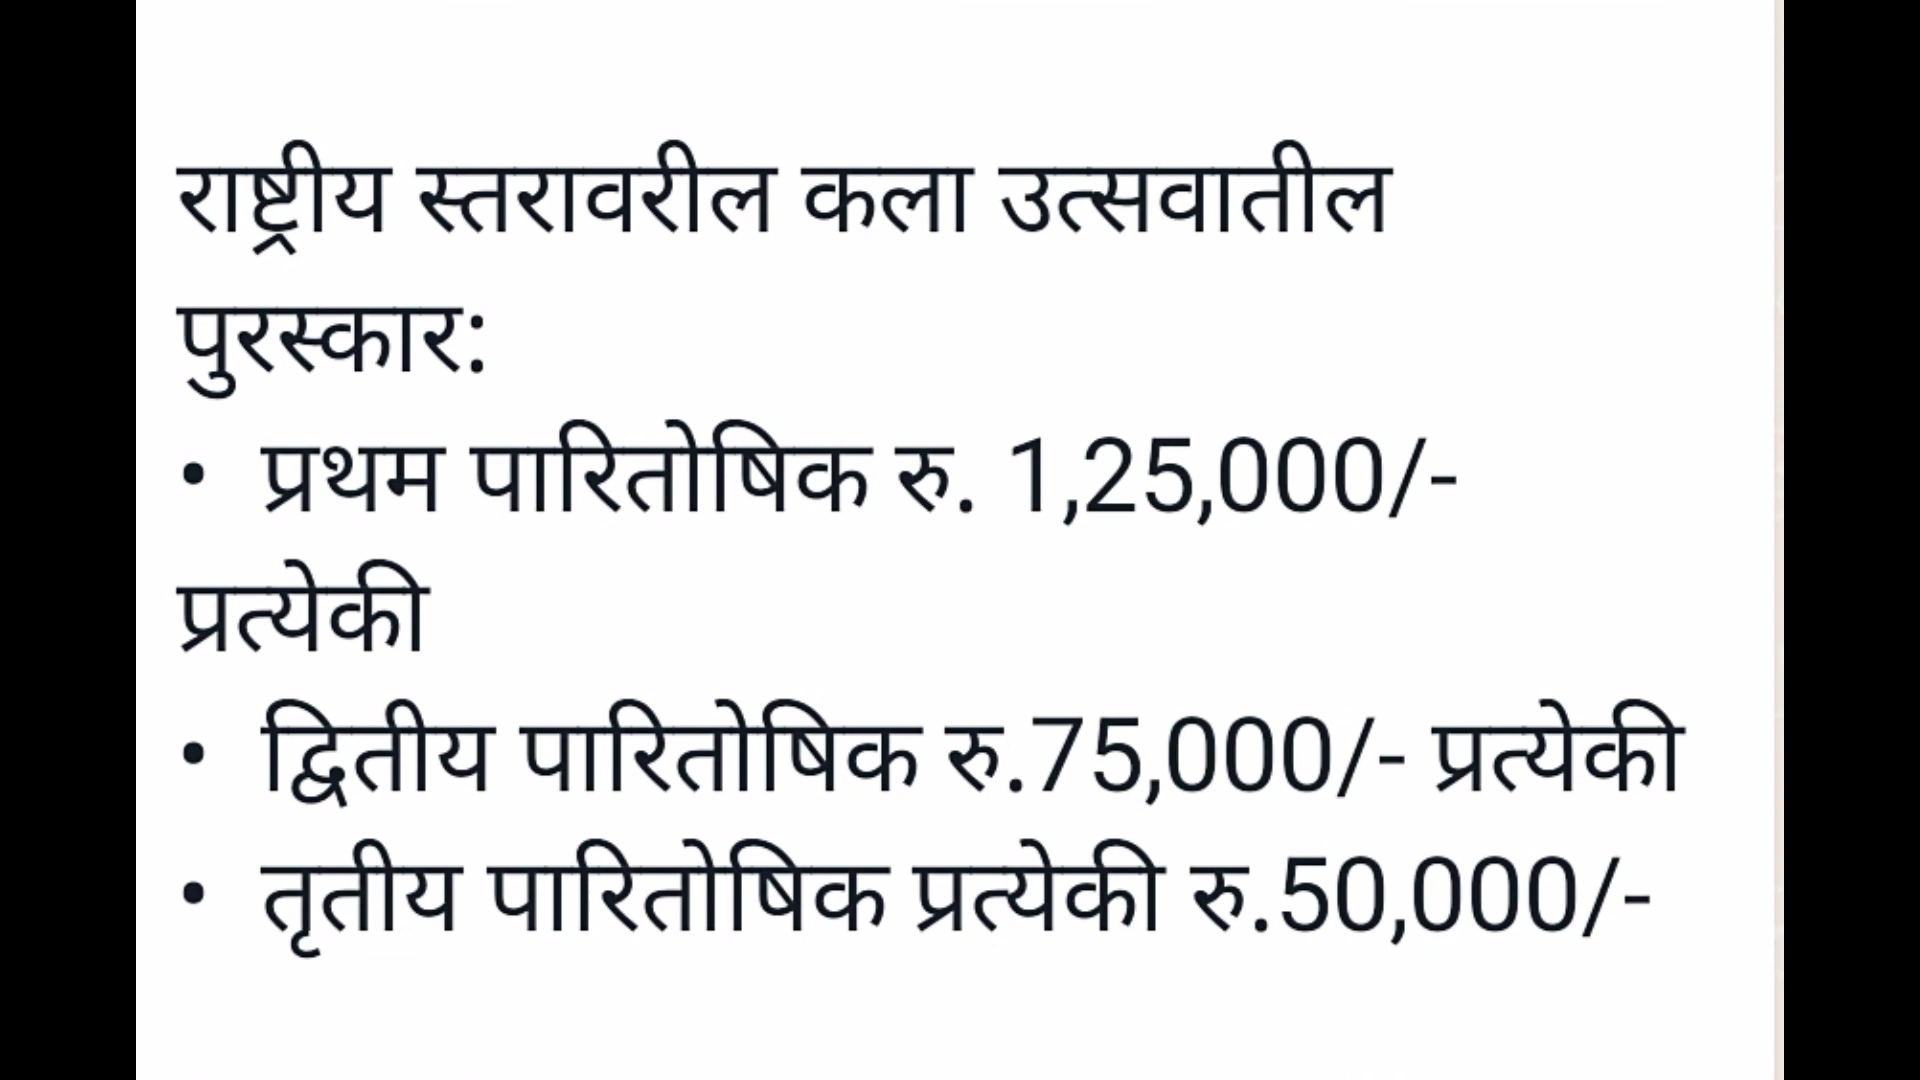 राष्ट्रीय स्तरावरील कला उत्सवातील
पुरस्कार:
• प्रथम पारितोषिक रु. 1,25,000/-
प्रत्येकी
• द्वितीय पारितोषिक रु.75,000/- प्रत्येकी
• तृतीय पारितोषिक प्रत्येकी रु.50,000/-